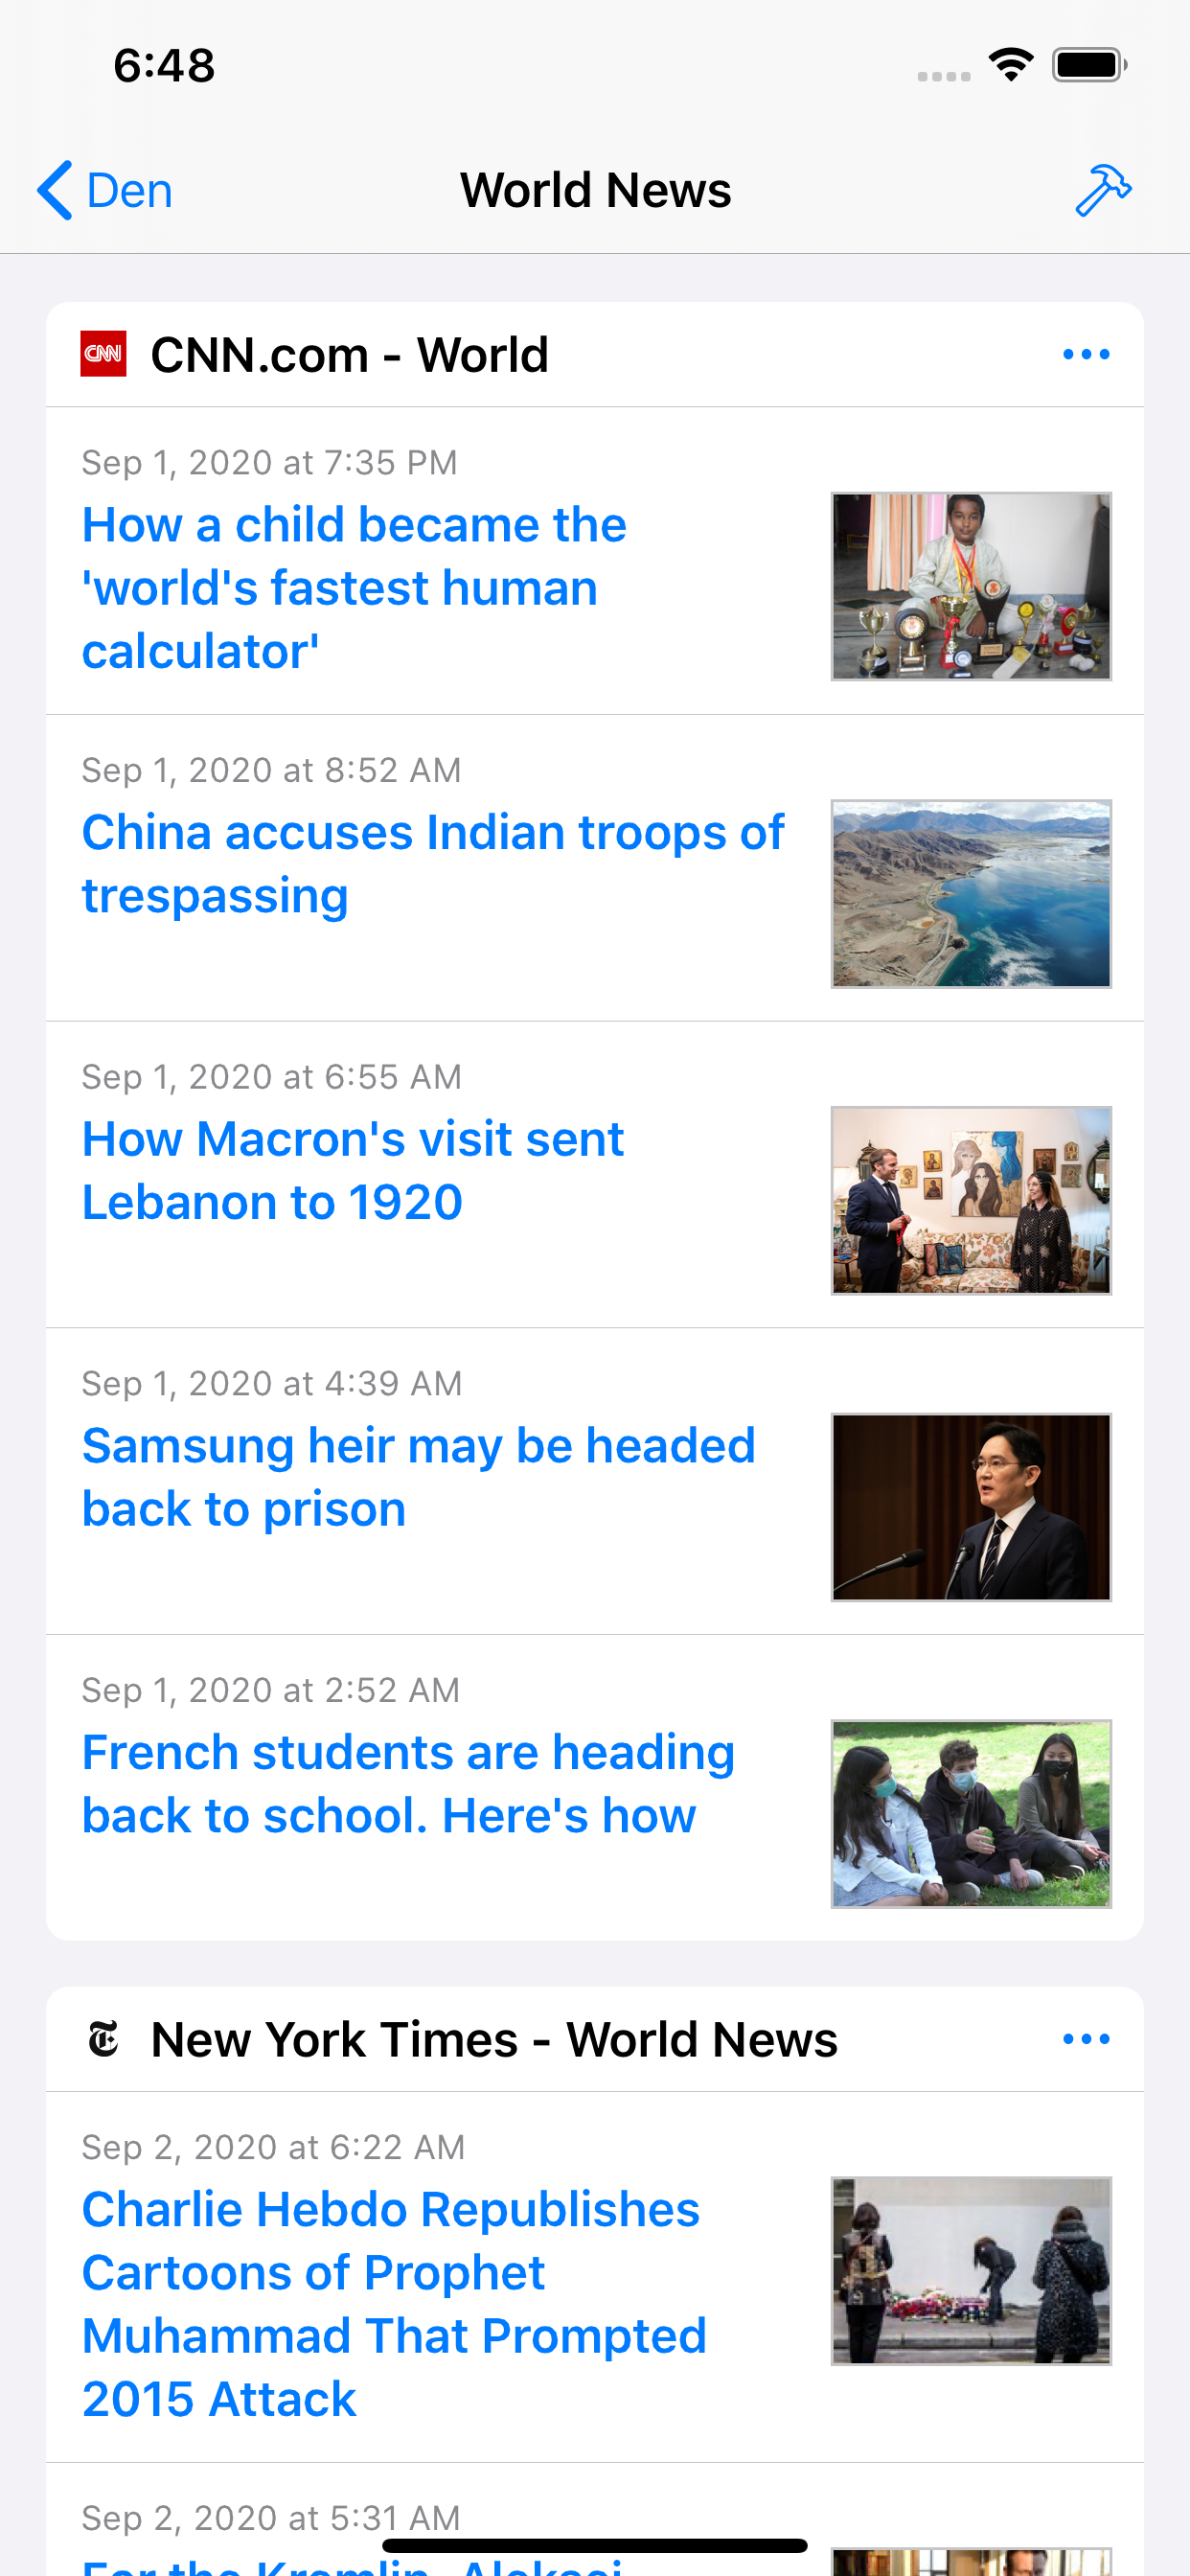 6:48
Den
World News
CNN
CNN.com - World
Sep 1, 2020 at 7:35 PM
How a child became the
'world's fastest human
calculator'
Sep 1, 2020 at 8:52 AM
China accuses Indian troops of
trespassing
Sep 1, 2020 at 6:55 AM
How Macron's visit sent
Lebanon to 1920
Sep 1, 2020 at 4:39 AM
Samsung heir may be headed
back to prison
Sep 1, 2020 at 2:52 AM
French students are heading
back to school. Here's how
T
New York Times - World News
Sep 2, 2020 at 6:22 AM
Charlie Hebdo Republishes
Cartoons of Prophet
Muhammad That Prompted
2015 Attack
Sep 2, 2020 at 5:31 AM
For the Kremlin, Aleksei